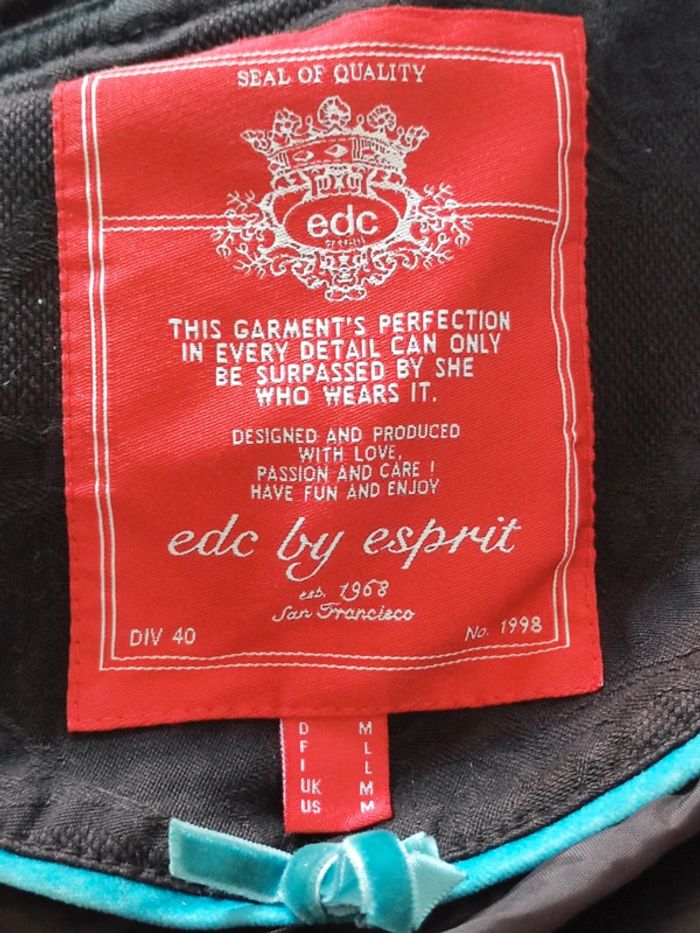 SEAL OF QUALITY
edc
BY ESPRIT
THIS GARMENT'S PERFECTION
IN EVERY DETAIL CAN ONLY
BE SURPASSED BY SHE
WHO WEARS IT.
DESIGNED AND PRODUCED
WITH LOVE,
PASSION AND CARE !
HAVE FUN AND ENJOY
edc by esprit
est. 1968
San Francisco
DIV 40 No. 1998
D M
F L
I L
UK M
US M